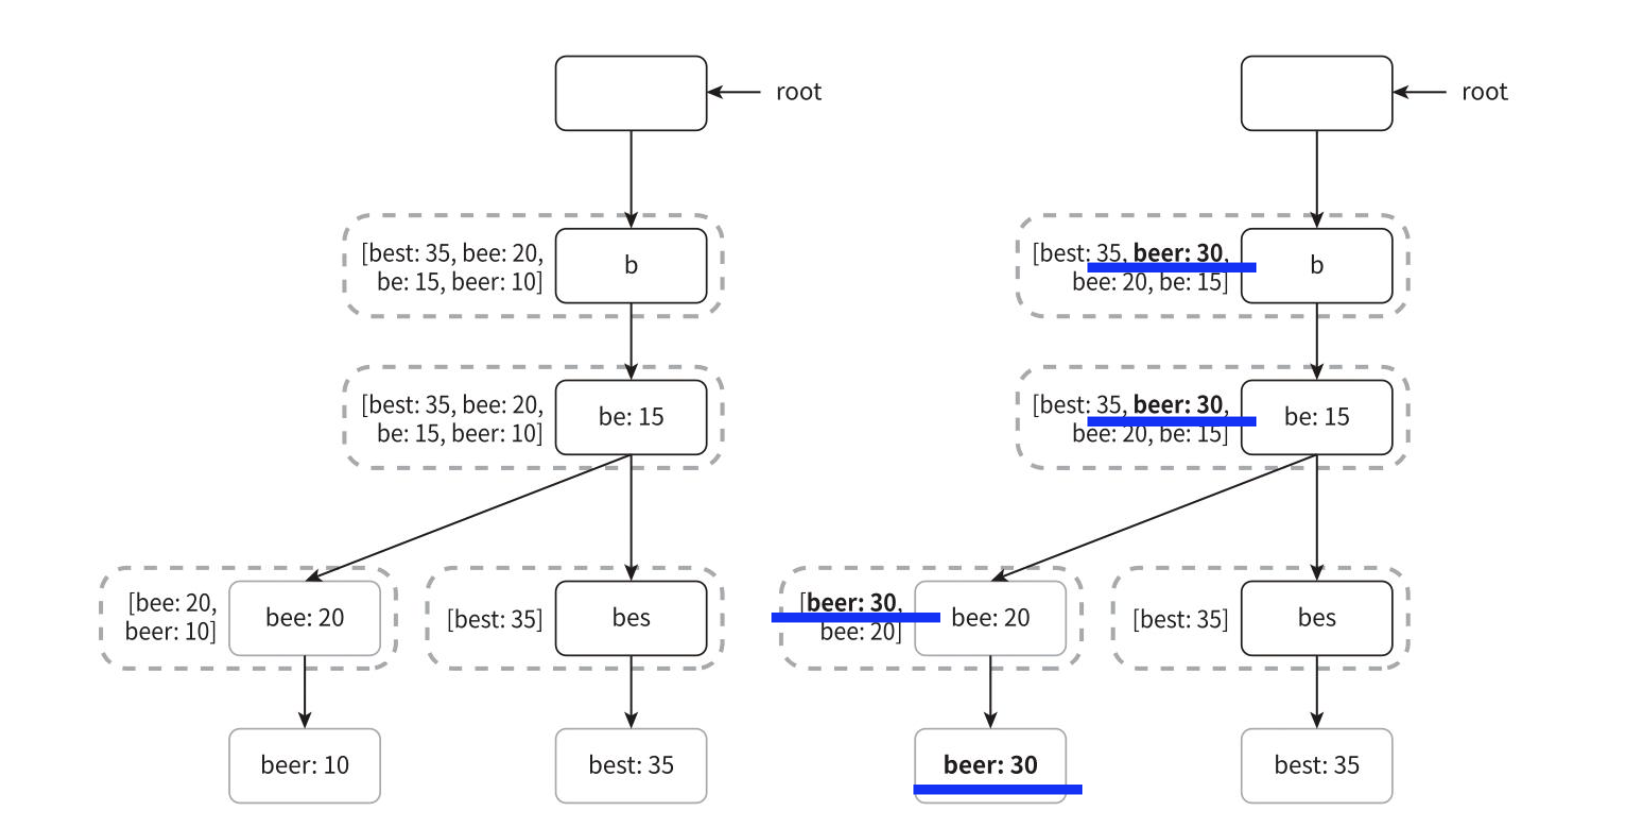 root
[best: 35, bee: 20,
be: 15, beer: 10]
b
[best: 35, bee: 20,
be: 15, beer: 10]
be: 15
[bee: 20,
beer: 10]
bee: 20
[best: 35]
bes
beer: 10
best: 35
root
[best: 35, beer: 30,
bee: 20, be: 15]
b
[best: 35, beer: 30,
bee: 20, be: 15]
be: 15
[beer: 30,
bee: 20]
bee: 20
[best: 35]
bes
beer: 30
best: 35